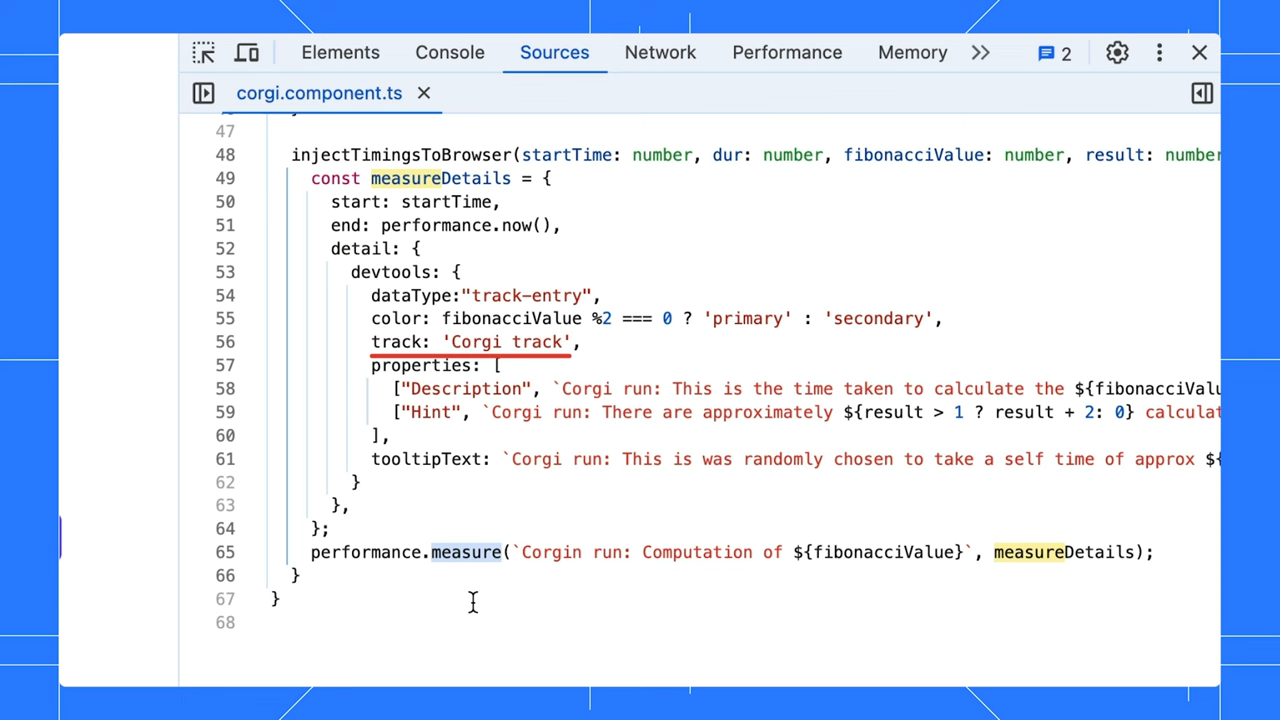 Elements Console Sources Network Performance Memory 2
corgi.component.ts
47
48 injectTimingsToBrowser(startTime: number, dur: number, fibonacciValue: number, result: number
49 const measureDetails = {
50 start: startTime,
51 end: performance.now(),
52 detail: {
53 devtools: {
54 dataType:"track-entry",
55 color: fibonacciValue %2 === 0 ? 'primary' : 'secondary',
56 track: 'Corgi track',
57 properties: [
58 ["Description", `Corgi run: This is the time taken to calculate the ${fibonacciValu
59 ["Hint", `Corgi run: There are approximately ${result > 1 ? result + 2: 0} calculat
60 ],
61 tooltipText: `Corgi run: This is was randomly chosen to take a self time of approx ${
62 }
63 },
64 };
65 performance.measure(`Corgin run: Computation of ${fibonacciValue}`, measureDetails);
66 }
67 }
68